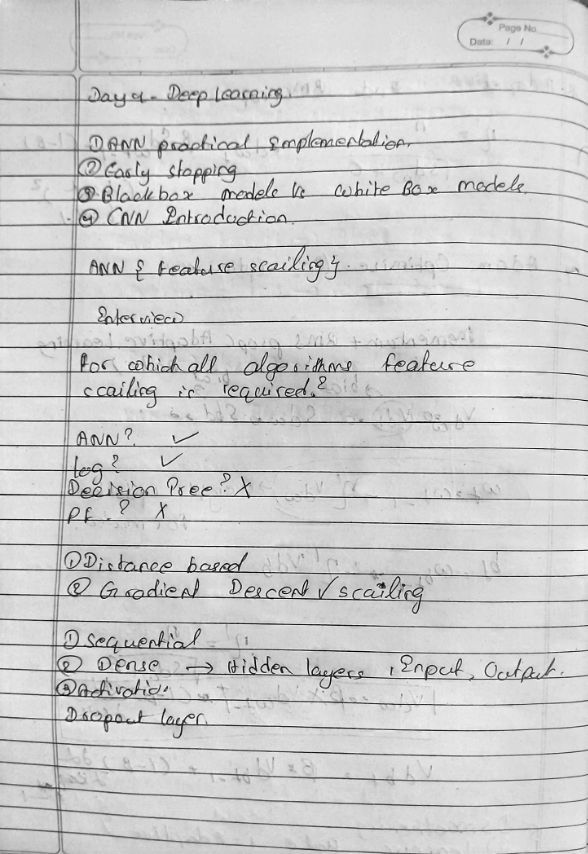 Page No.
Date: / /
Day 4 - Deep Learning
① ANN practical Implementation.
② Early stopping
③ Black box models Vs White Box models.
④ CNN Introduction.
ANN { Feature scailing }
Interview
For which all algorithms feature
scailing is required?
ANN? ✓
Log? ✓
Decision Tree? X
RF.? X
① Distance based
② Gradient Descent √ scailing
① Sequential
② Dense → Hidden layers, Input, Output.
③ Activation
Dropout layer.